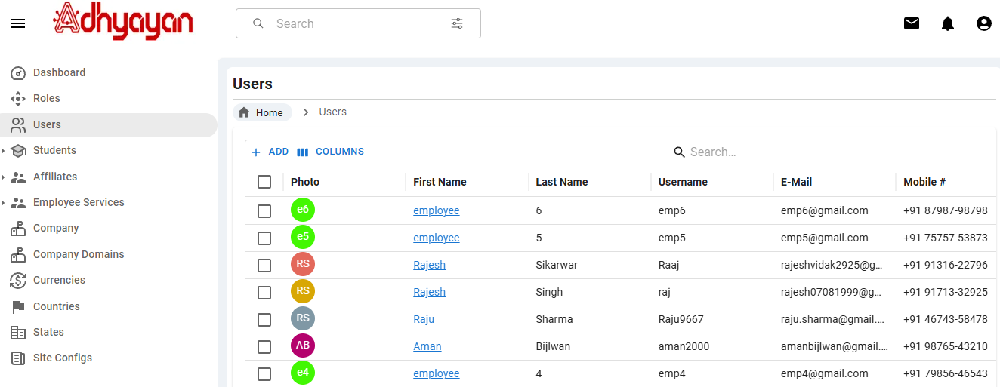 Adhyayan
Search
Dashboard
Roles
Users
Students
Affiliates
Employee Services
Company
Company Domains
Currencies
Countries
States
Site Configs
Users
Home > Users
ADD COLUMNS Search…
Photo First Name Last Name Username E-Mail Mobile #
e6 employee 6 emp6 emp6@gmail.com +91 87987-98798
e5 employee 5 emp5 emp5@gmail.com +91 75757-53873
RS Rajesh Sikarwar Raaj rajeshvidak2925@g… +91 91316-22796
RS Rajesh Singh raj rajesh07081999@g… +91 91713-32925
RS Raju Sharma Raju9667 raju.sharma@gmail.… +91 46743-58478
AB Aman Bijlwan aman2000 amanbijlwan@gmail.… +91 98765-43210
e4 employee 4 emp4 emp4@gmail.com +91 79856-46543